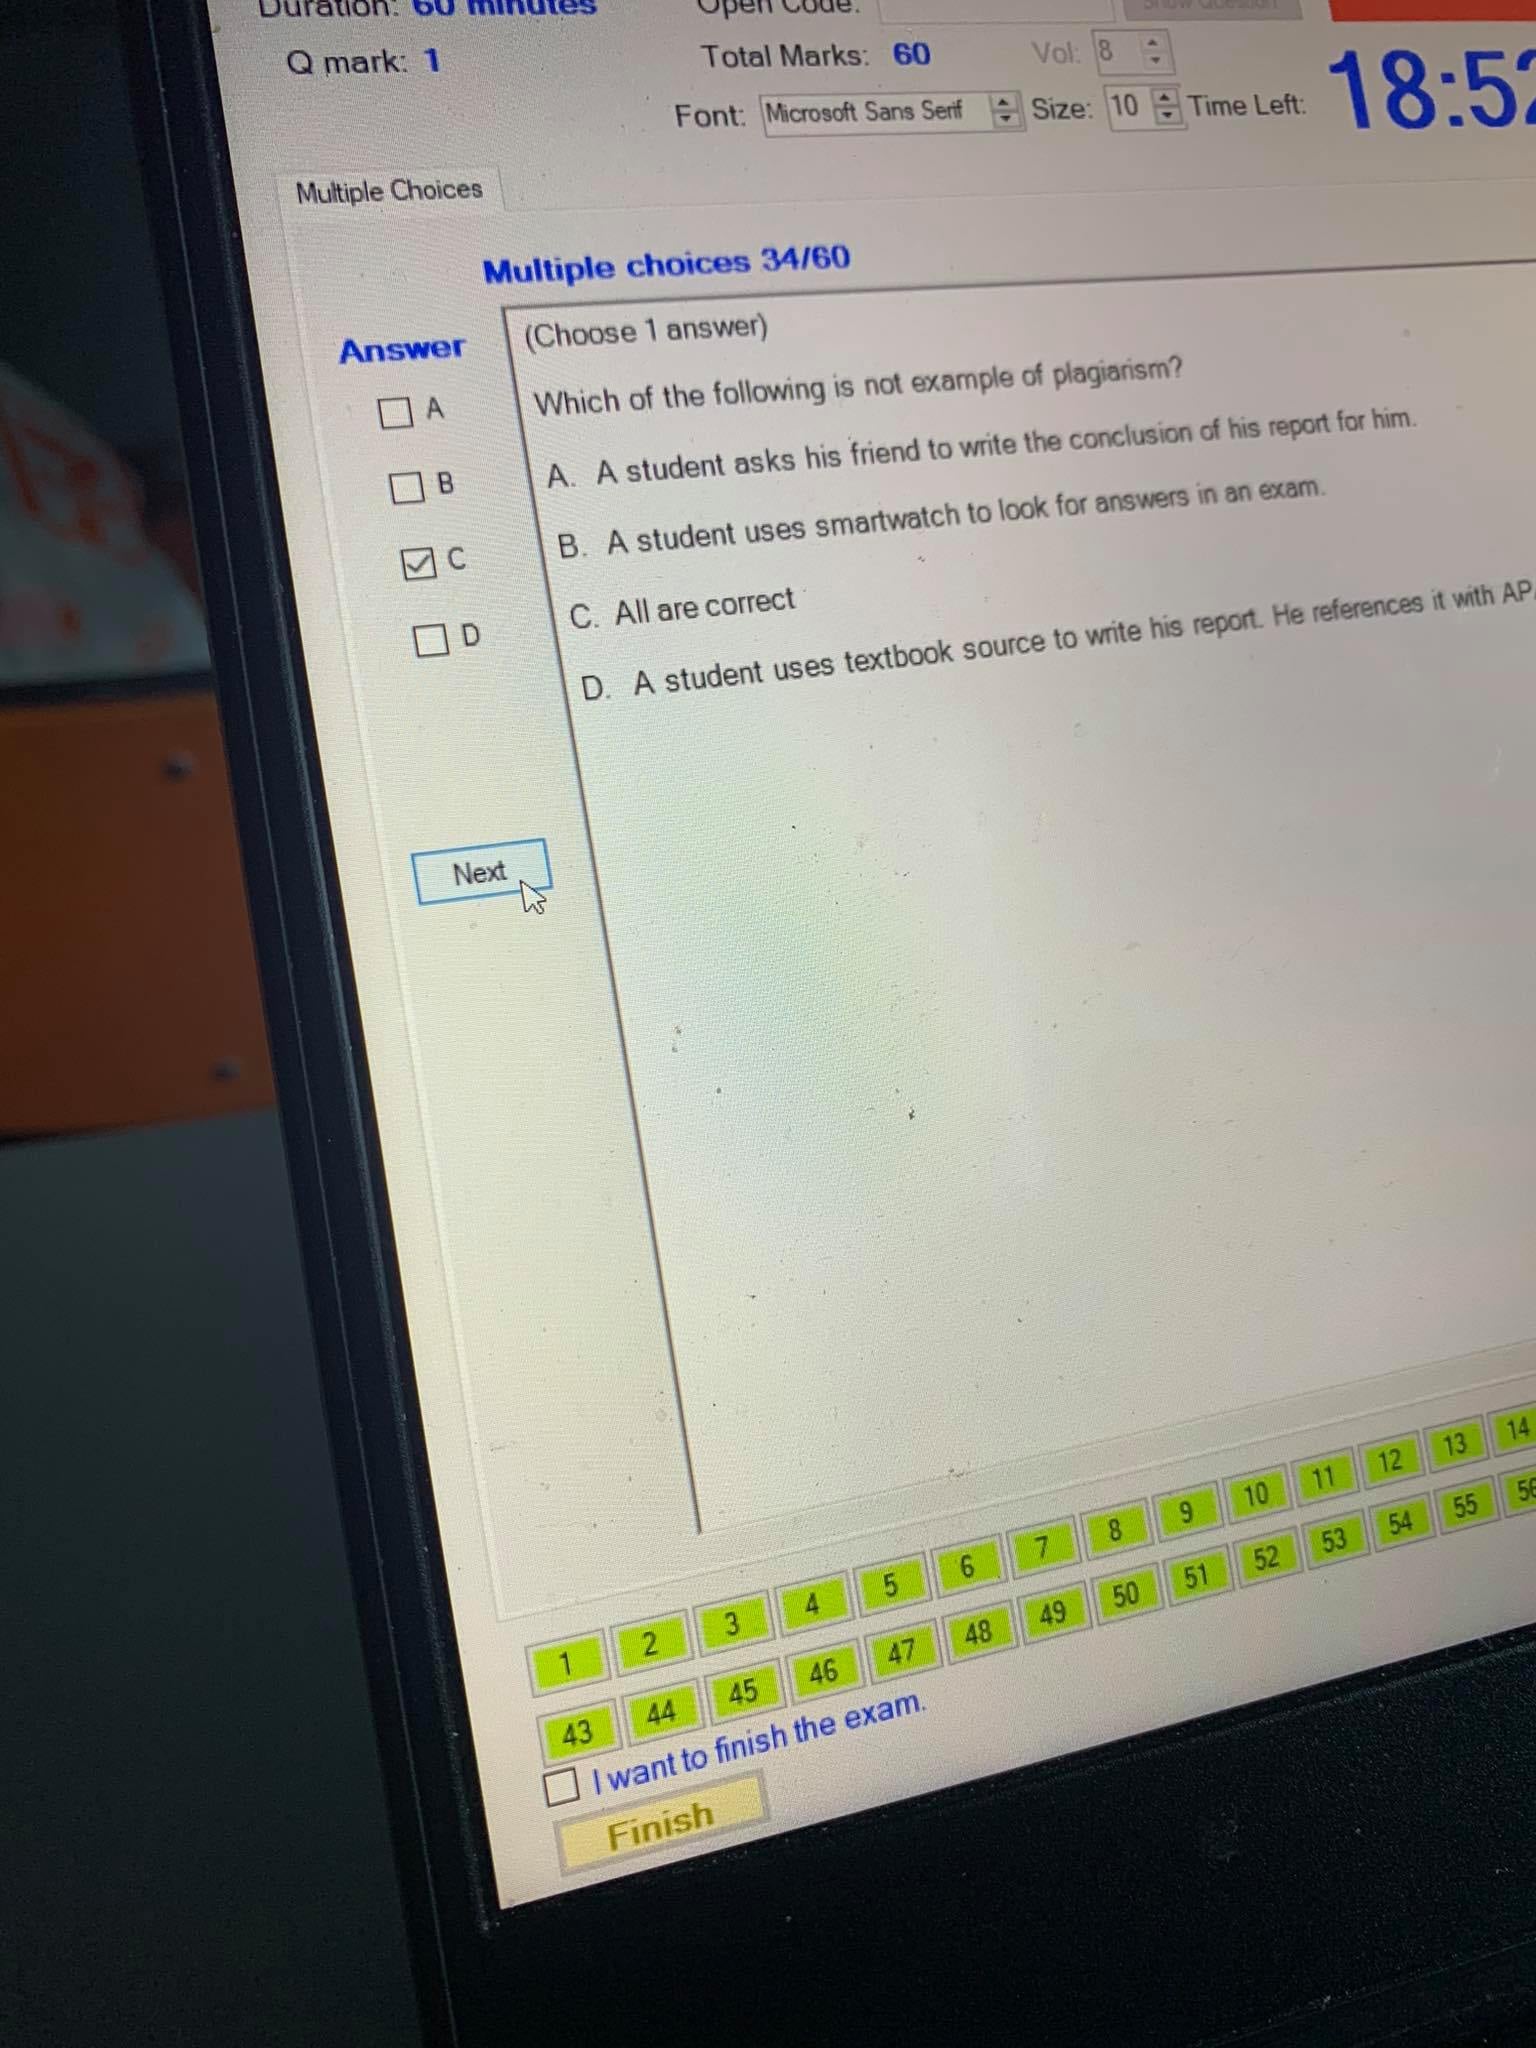 Duration: 60 minutes
Open Code:
Show Question
Q mark: 1
Total Marks: 60
Vol: 8
Font: Microsoft Sans Serif
Size: 10
Time Left:
18:52
Multiple Choices
Multiple choices 34/60
Answer
A
B
C
D
Next
(Choose 1 answer)
Which of the following is not example of plagiarism?
A. A student asks his friend to write the conclusion of his report for him.
B. A student uses smartwatch to look for answers in an exam.
C. All are correct
D. A student uses textbook source to write his report. He references it with AP
1 2 3 4 5 6 7 8 9 10 11 12 13 14
43 44 45 46 47 48 49 50 51 52 53 54 55 56
I want to finish the exam.
Finish